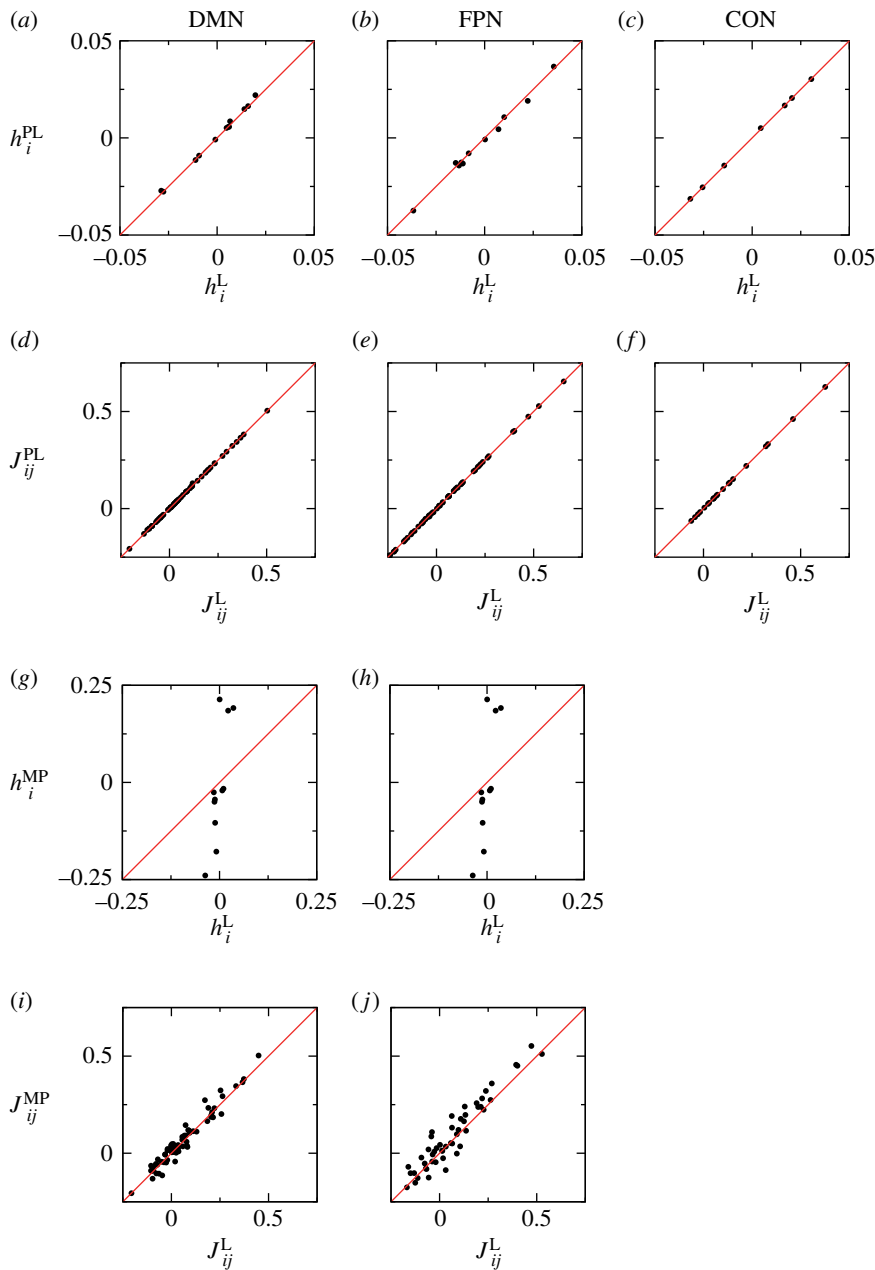 (a) DMN (b) FPN (c) CON
0.05
h_i^PL 0
−0.05
−0.05 0 0.05 −0.05 0 0.05 −0.05 0 0.05
h_i^L h_i^L h_i^L
(d) (e) (f)
0.5
J_ij^PL
0
0 0.5 0 0.5 0 0.5
J_ij^L J_ij^L J_ij^L
(g) (h)
0.25
h_i^MP 0
−0.25
−0.25 0 0.25 −0.25 0 0.25
h_i^L h_i^L
(i) (j)
0.5
J_ij^MP
0
0 0.5 0 0.5
J_ij^L J_ij^L